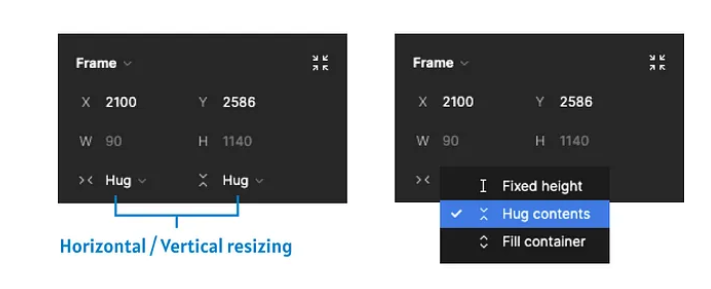 Frame
X 2100 Y 2586
W 90 H 1140
Hug Hug
Horizontal / Vertical resizing
Frame
X 2100 Y 2586
W 90 H 1140
Fixed height
Hug contents
Fill container